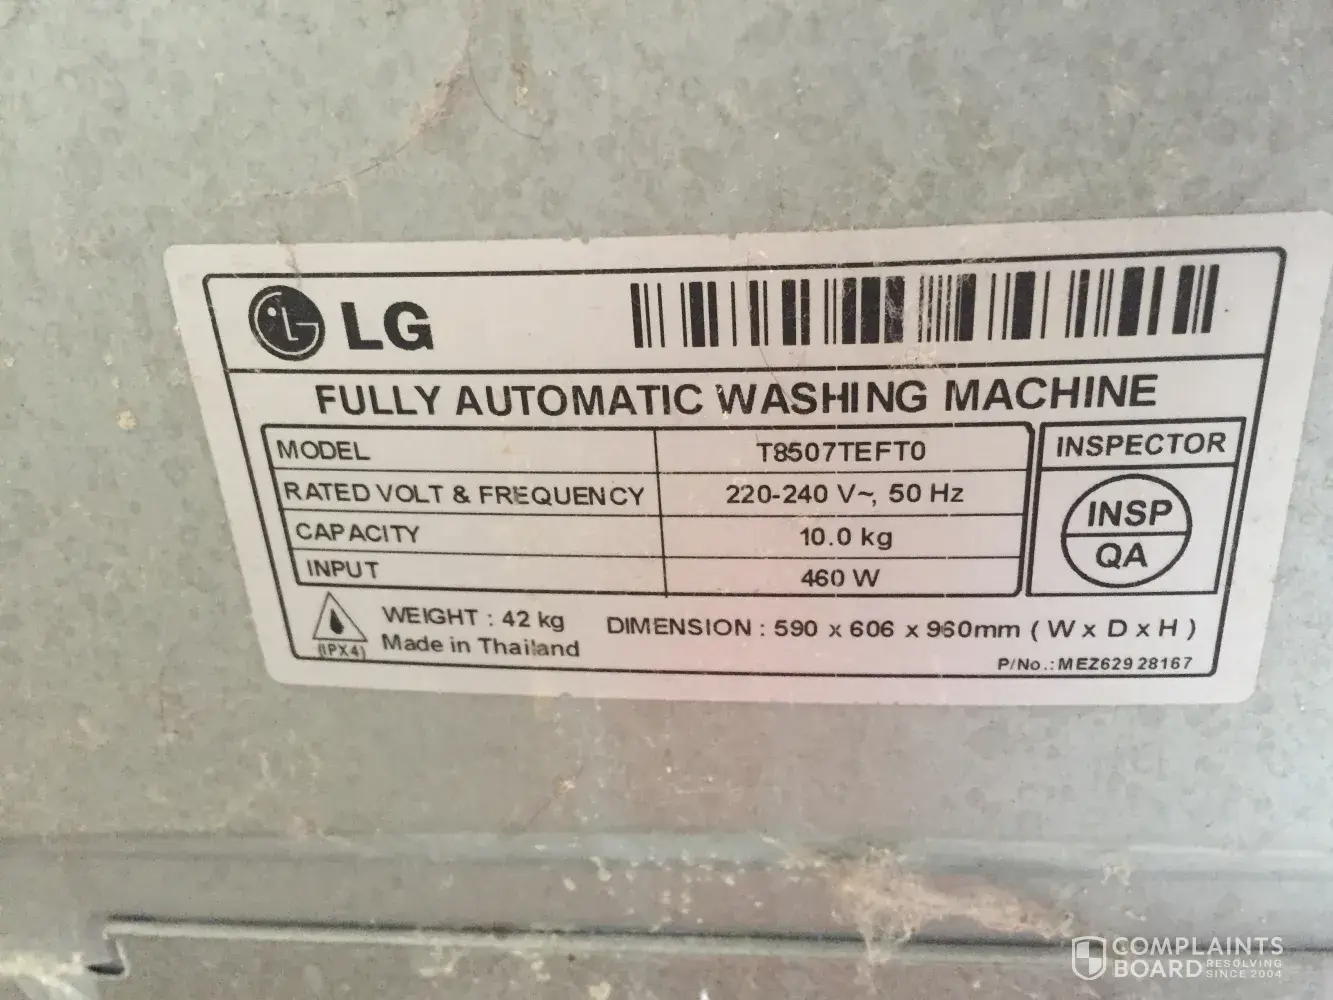 LG
FULLY AUTOMATIC WASHING MACHINE
MODEL T8507TEFT0
RATED VOLT & FREQUENCY 220-240 V~, 50 Hz
CAPACITY 10.0 kg
INPUT 460 W
INSPECTOR
INSP
QA
(IPX4)
WEIGHT : 42 kg
Made in Thailand
DIMENSION : 590 x 606 x 960mm ( W x D x H )
P/No.: MEZ62928167
COMPLAINTS
BOARD RESOLVING
SINCE 2004